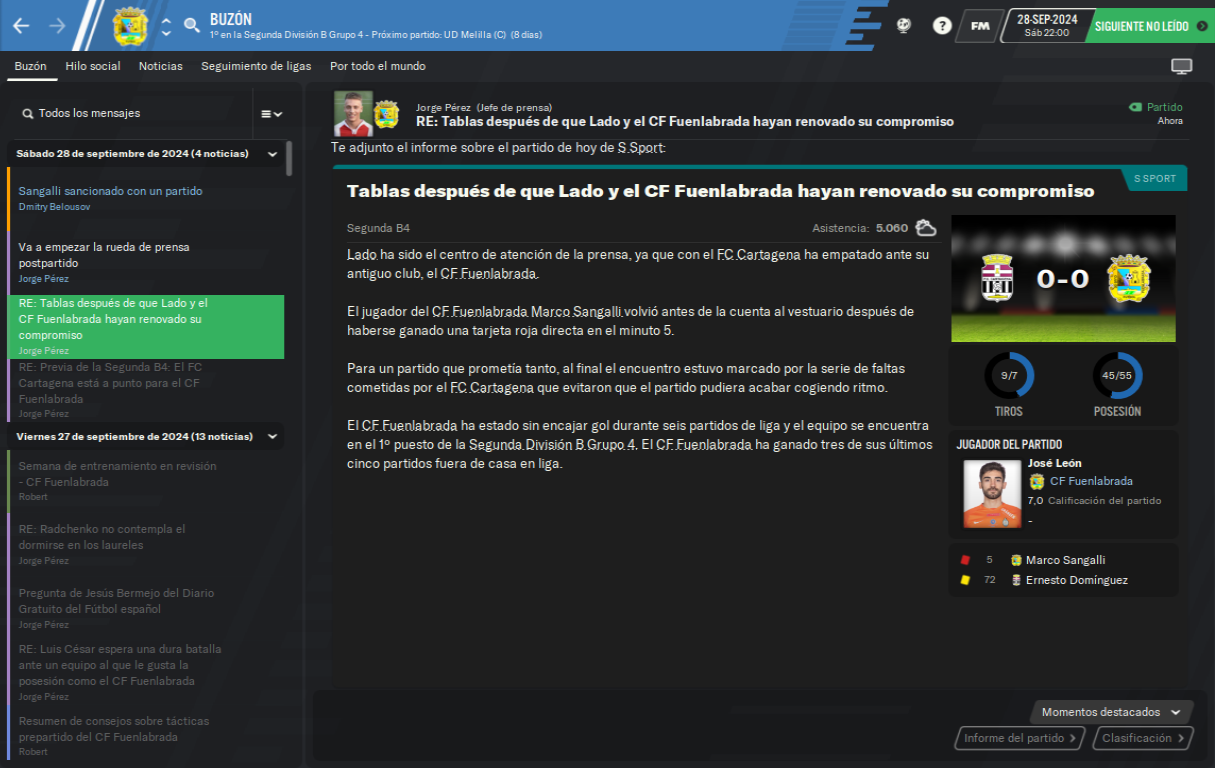 BUZÓN
1º en la Segunda División B Grupo 4 - Próximo partido: UD Melilla (C) (8 días)
?
FM
28-SEP-2024
Sáb 22:00
SIGUIENTE NO LEÍDO
Buzón
Hilo social
Noticias
Seguimiento de ligas
Por todo el mundo
Todos los mensajes
Sábado 28 de septiembre de 2024 (4 noticias)
Sangalli sancionado con un partido
Dmitry Belousov
Va a empezar la rueda de prensa
postpartido
Jorge Pérez
RE: Tablas después de que Lado y el
CF Fuenlabrada hayan renovado su
compromiso
Jorge Pérez
RE: Previa de la Segunda B4: El FC
Cartagena está a punto para el CF
Fuenlabrada
Jorge Pérez
Viernes 27 de septiembre de 2024 (13 noticias)
Semana de entrenamiento en revisión
- CF Fuenlabrada
Robert
RE: Radchenko no contempla el
dormirse en los laureles
Jorge Pérez
Pregunta de Jesús Bermejo del Diario
Gratuito del Fútbol español
Jorge Pérez
RE: Luis César espera una dura batalla
ante un equipo al que le gusta la
posesión como el CF Fuenlabrada
Jorge Pérez
Resumen de consejos sobre tácticas
prepartido del CF Fuenlabrada
Robert
Jorge Pérez (Jefe de prensa)
RE: Tablas después de que Lado y el CF Fuenlabrada hayan renovado su compromiso
Partido
Ahora
Te adjunto el informe sobre el partido de hoy de S Sport:
S SPORT
Tablas después de que Lado y el CF Fuenlabrada hayan renovado su compromiso
Segunda B4
Asistencia: 5.060
Lado ha sido el centro de atención de la prensa, ya que con el FC Cartagena ha empatado ante su
antiguo club, el CF Fuenlabrada.
El jugador del CF Fuenlabrada Marco Sangalli volvió antes de la cuenta al vestuario después de
haberse ganado una tarjeta roja directa en el minuto 5.
Para un partido que prometía tanto, al final el encuentro estuvo marcado por la serie de faltas
cometidas por el FC Cartagena que evitaron que el partido pudiera acabar cogiendo ritmo.
El CF Fuenlabrada ha estado sin encajar gol durante seis partidos de liga y el equipo se encuentra
en el 1º puesto de la Segunda División B Grupo 4. El CF Fuenlabrada ha ganado tres de sus últimos
cinco partidos fuera de casa en liga.
0-0
9/7
TIROS
45/55
POSESIÓN
JUGADOR DEL PARTIDO
José León
CF Fuenlabrada
7,0 Calificación del partido
-
5 Marco Sangalli
72 Ernesto Domínguez
Momentos destacados
Informe del partido
Clasificación